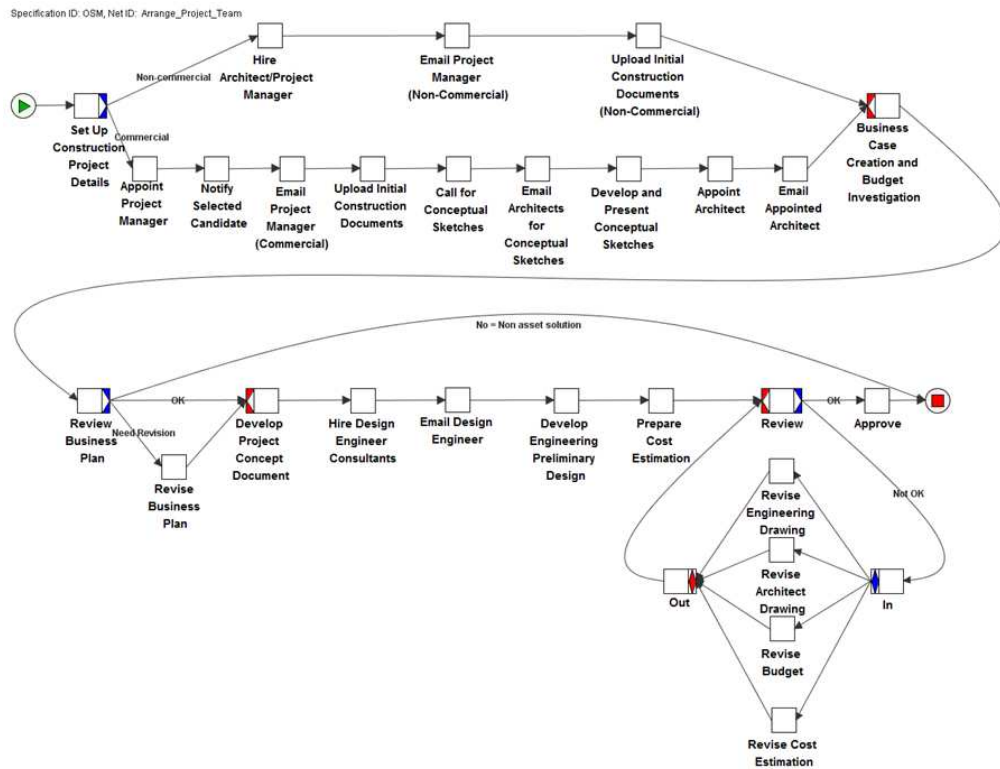 Specification ID: OSM, Net ID: Arrange_Project_Team
Hire
Architect/Project
Manager
Email Project
Manager
(Non-Commercial)
Upload Initial
Construction
Documents
(Non-Commercial)
Non-commercial
Set Up
Construction
Project
Details
Commercial
Business
Case
Creation and
Budget
Investigation
Appoint
Project
Manager
Notify
Selected
Candidate
Email
Project
Manager
(Commercial)
Upload Initial
Construction
Documents
Call for
Conceptual
Sketches
Email
Architects
for
Conceptual
Sketches
Develop and
Present
Conceptual
Sketches
Appoint
Architect
Email
Appointed
Architect
No = Non asset solution
Review
Business
Plan
OK
Need Revision
Revise
Business
Plan
Develop
Project
Concept
Document
Hire Design
Engineer
Consultants
Email Design
Engineer
Develop
Engineering
Preliminary
Design
Prepare
Cost
Estimation
Review
OK
Approve
Not OK
Revise
Engineering
Drawing
Revise
Architect
Drawing
Out
In
Revise
Budget
Revise Cost
Estimation